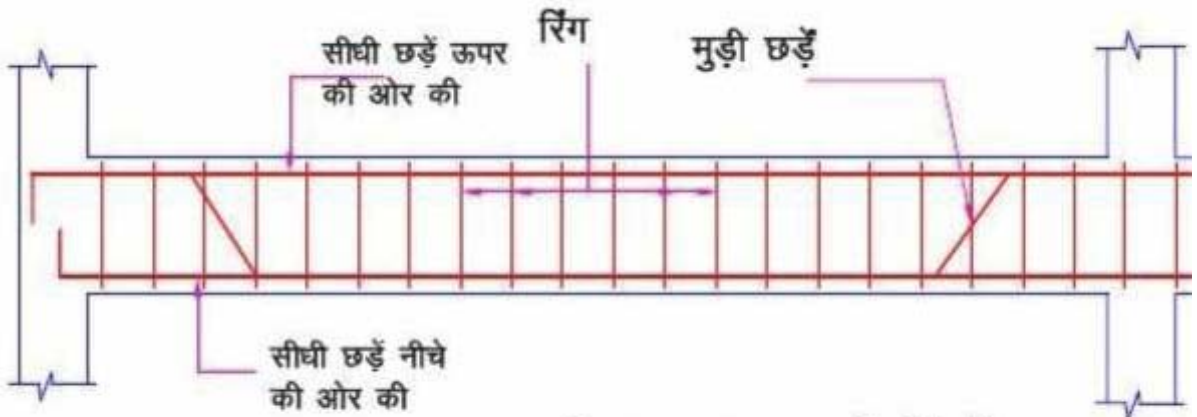 रिंग
सीधी छड़ें ऊपर
की ओर की
मुड़ी छड़ें
सीधी छड़ें नीचे
की ओर की